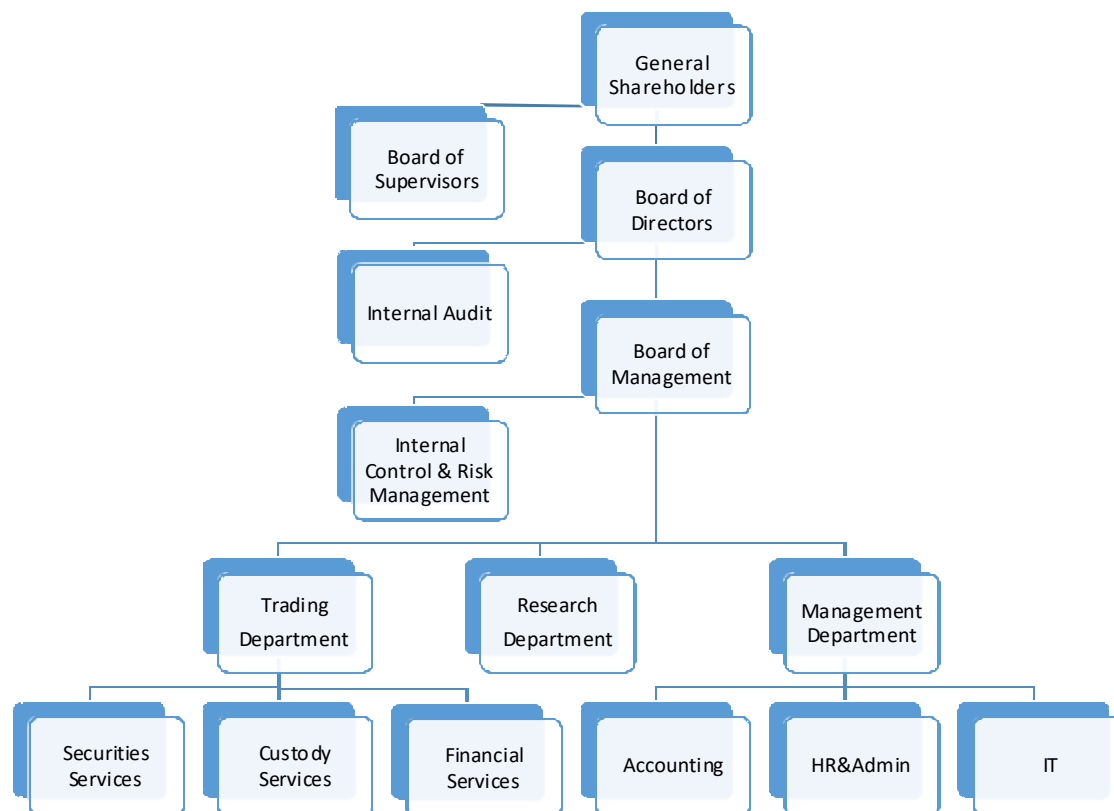 General
Shareholders
Board of
Supervisors
Board of
Directors
Internal Audit
Board of
Management
Internal
Control & Risk
Management
Trading
Department
Research
Department
Management
Department
Securities
Services
Custody
Services
Financial
Services
Accounting
HR&Admin
IT